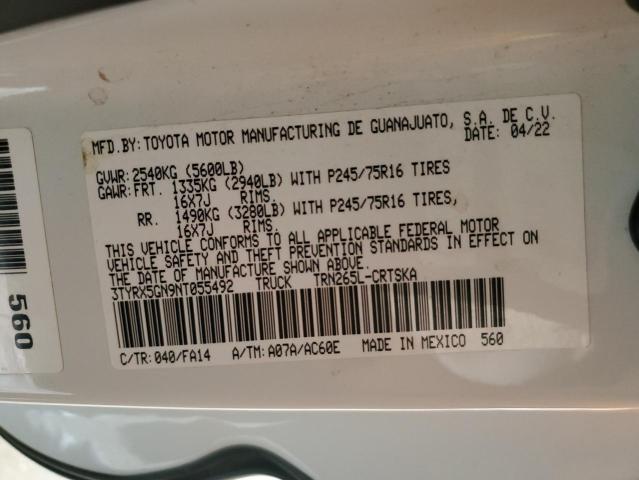 MFD.BY:TOYOTA MOTOR MANUFACTURING DE GUANAJUATO, S.A. DE C.V.
DATE: 04/22
GVWR:2540KG (5600LB)
GAWR:FRT. 1335KG (2940LB) WITH P245/75R16 TIRES
16X7J RIMS.
RR. 1490KG (3280LB) WITH P245/75R16 TIRES,
16X7J RIMS.
THIS VEHICLE CONFORMS TO ALL APPLICABLE FEDERAL MOTOR
VEHICLE SAFETY AND THEFT PREVENTION STANDARDS IN EFFECT ON
THE DATE OF MANUFACTURE SHOWN ABOVE.
3TYRX5GN9NT055492 TRUCK TRN265L-CRTSKA
C/TR: 040/FA14 A/TM: A07A/AC60E MADE IN MEXICO 560
560